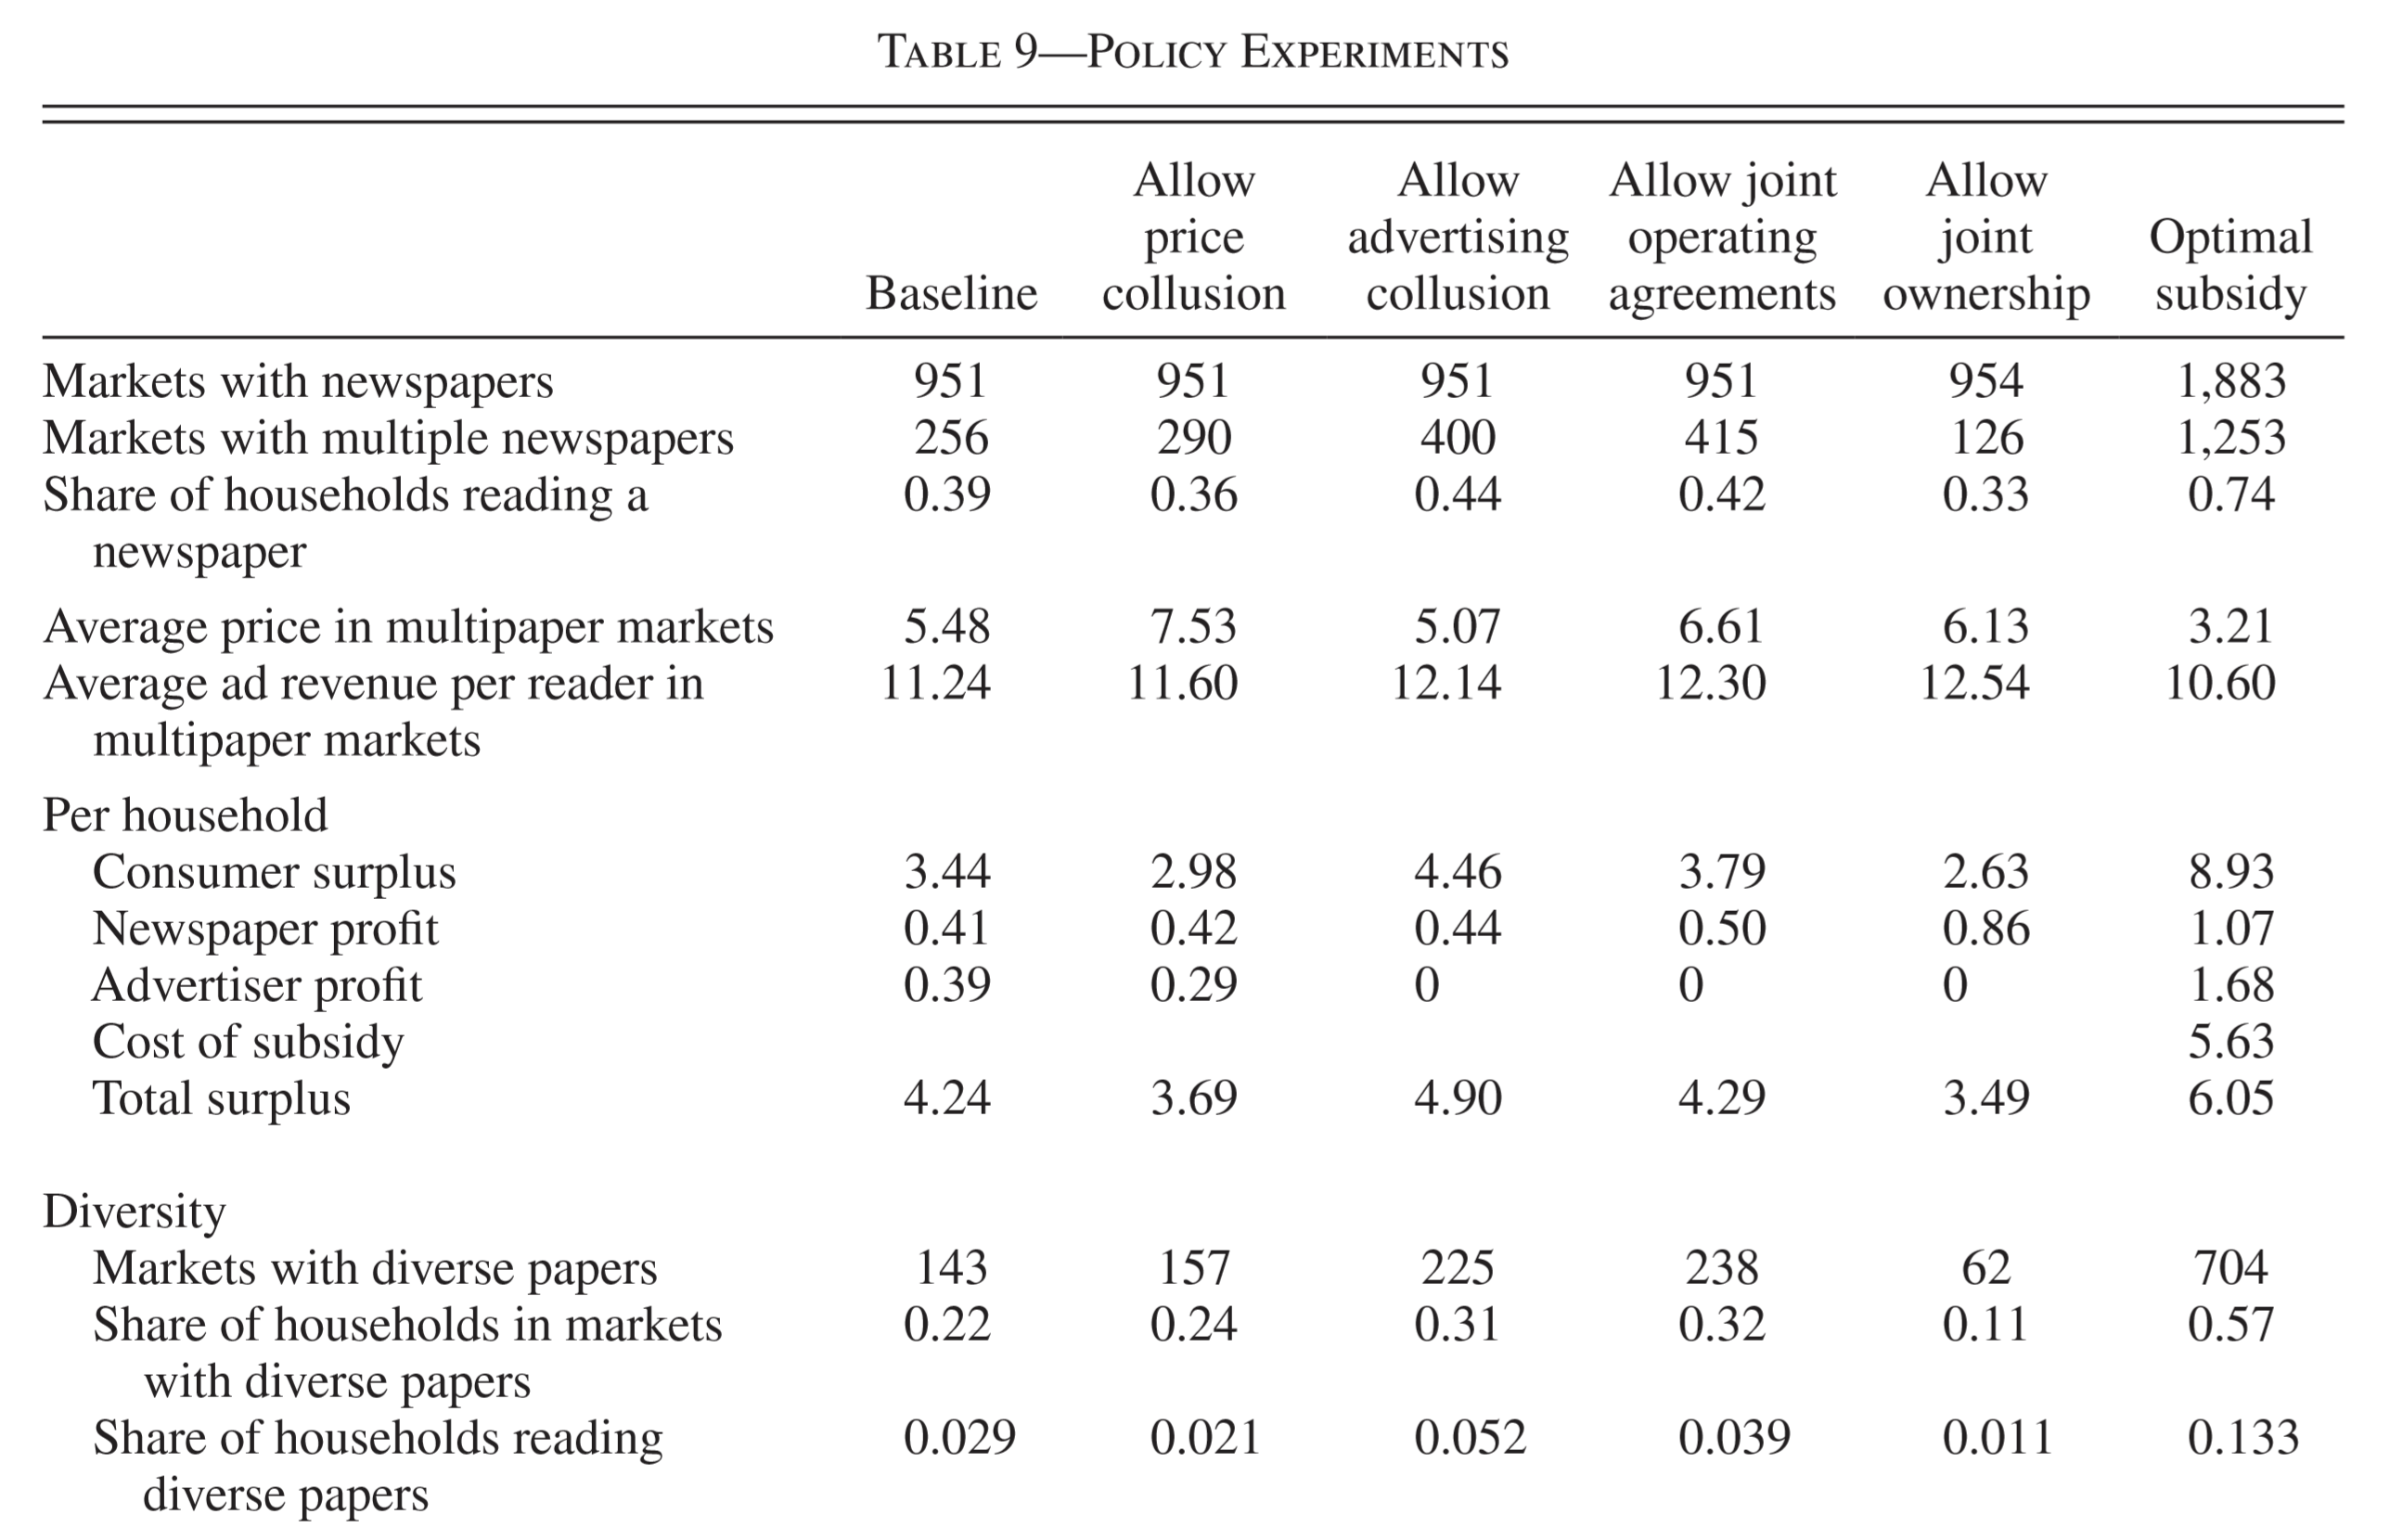 TABLE 9—POLICY EXPERIMENTS
Baseline Allow price collusion Allow advertising collusion Allow joint operating agreements Allow joint ownership Optimal subsidy
Markets with newspapers 951 951 951 951 954 1,883
Markets with multiple newspapers 256 290 400 415 126 1,253
Share of households reading a 0.39 0.36 0.44 0.42 0.33 0.74
newspaper
Average price in multipaper markets 5.48 7.53 5.07 6.61 6.13 3.21
Average ad revenue per reader in 11.24 11.60 12.14 12.30 12.54 10.60
multipaper markets
Per household
Consumer surplus 3.44 2.98 4.46 3.79 2.63 8.93
Newspaper profit 0.41 0.42 0.44 0.50 0.86 1.07
Advertiser profit 0.39 0.29 0 0 0 1.68
Cost of subsidy 5.63
Total surplus 4.24 3.69 4.90 4.29 3.49 6.05
Diversity
Markets with diverse papers 143 157 225 238 62 704
Share of households in markets 0.22 0.24 0.31 0.32 0.11 0.57
with diverse papers
Share of households reading 0.029 0.021 0.052 0.039 0.011 0.133
diverse papers